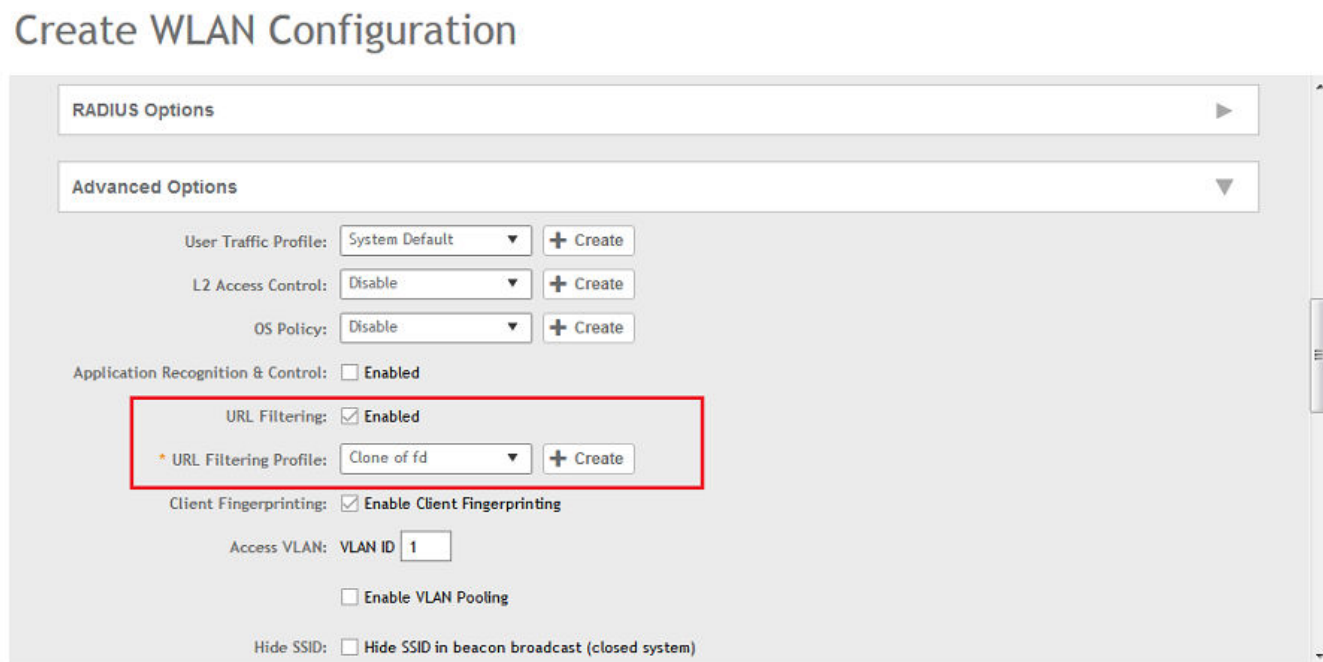 Create WLAN Configuration
RADIUS Options
Advanced Options
User Traffic Profile: System Default + Create
L2 Access Control: Disable + Create
OS Policy: Disable + Create
Application Recognition & Control: Enabled
URL Filtering: Enabled
* URL Filtering Profile: Clone of fd + Create
Client Fingerprinting: Enable Client Fingerprinting
Access VLAN: VLAN ID 1
Enable VLAN Pooling
Hide SSID: Hide SSID in beacon broadcast (closed system)